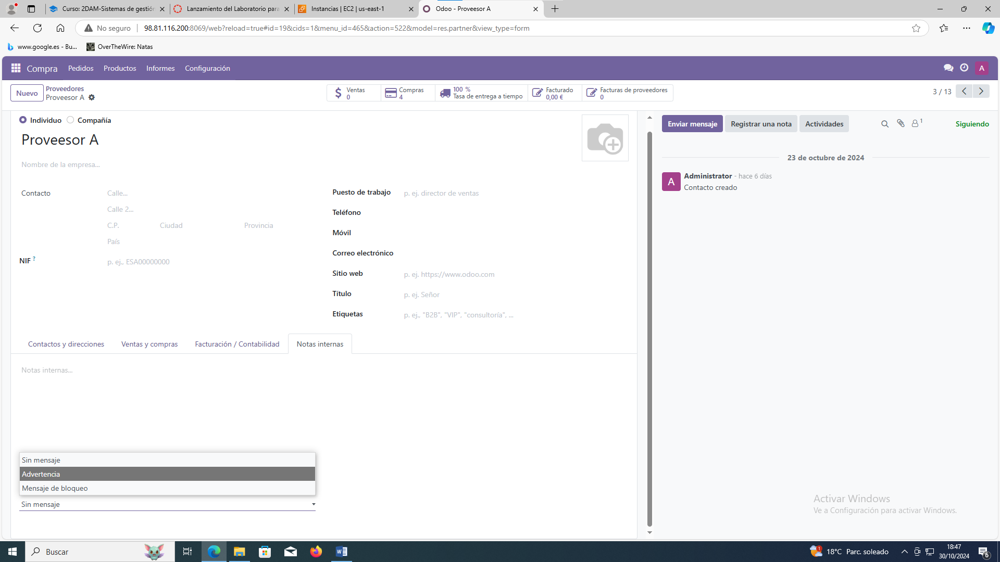 Curso: 2DAM-Sistemas de gestión
Lanzamiento del Laboratorio para
Instancias | EC2 | us-east-1
Odoo - Proveesor A
No seguro
98.81.116.200:8069/web?reload=true#id=19&cids=1&menu_id=465&action=522&model=res.partner&view_type=form
www.google.es - Bu...
OverTheWire: Natas
Compra
Pedidos
Productos
Informes
Configuración
A
Nuevo
Proveedores
Proveesor A
Ventas
0
Compras
4
100 %
Tasa de entrega a tiempo
Facturado
0,00 €
Facturas de proveedores
0
3 / 13
Individuo
Compañía
Proveesor A
Nombre de la empresa...
Contacto
Calle...
Calle 2...
C.P.
Ciudad
Provincia
País
NIF ?
p. ej., ESA00000000
Puesto de trabajo
p. ej. director de ventas
Teléfono
Móvil
Correo electrónico
Sitio web
p. ej. https://www.odoo.com
Título
p. ej. Señor
Etiquetas
p. ej., "B2B", "VIP", "consultoría", ...
Contactos y direcciones
Ventas y compras
Facturación / Contabilidad
Notas internas
Notas internas...
Sin mensaje
Advertencia
Mensaje de bloqueo
Sin mensaje
Enviar mensaje
Registrar una nota
Actividades
1
Siguiendo
23 de octubre de 2024
A
Administrator - hace 6 días
Contacto creado
Activar Windows
Ve a Configuración para activar Windows.
Buscar
1
18°C Parc. soleado
18:47
30/10/2024
6